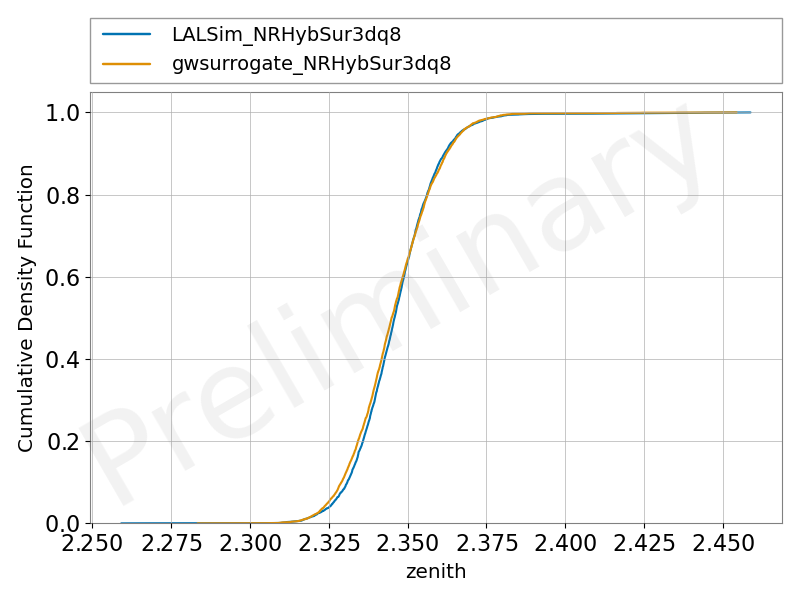 LALSim_NRHybSur3dq8
gwsurrogate_NRHybSur3dq8
1.0
0.8
0.6
0.4
0.2
0.0
Cumulative Density Function
Preliminary
2.250 2.275 2.300 2.325 2.350 2.375 2.400 2.425 2.450
zenith